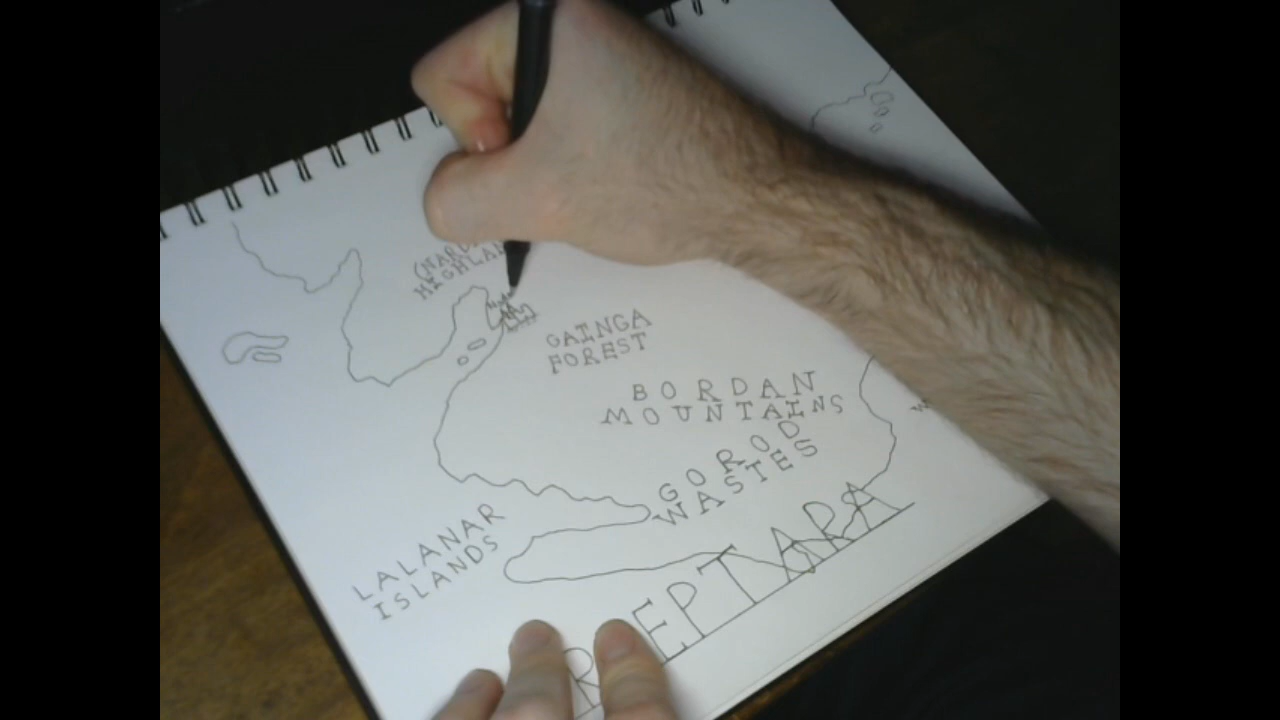 GAINGA
FOREST
BORDAN
MOUNTAINS
GOROD
WASTES
LALANAR
ISLANDS